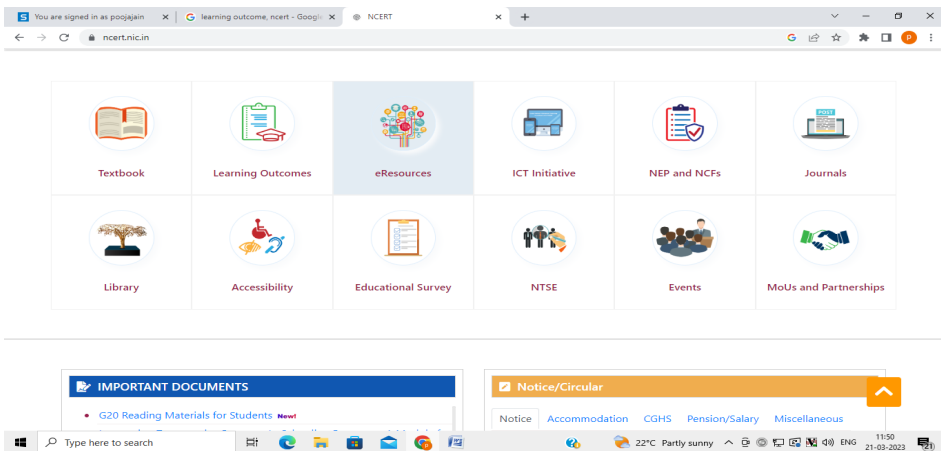 S You are signed in as poojajain
G learning outcome, ncert - Google
NCERT
ncert.nic.in
P
Textbook Learning Outcomes eResources ICT Initiative NEP and NCFs Journals
POST
Library Accessibility Educational Survey NTSE Events MoUs and Partnerships
IMPORTANT DOCUMENTS
G20 Reading Materials for Students New!
Notice/Circular
Notice Accommodation CGHS Pension/Salary Miscellaneous
Type here to search
22°C Partly sunny
ENG
11:50
21-03-2023
21